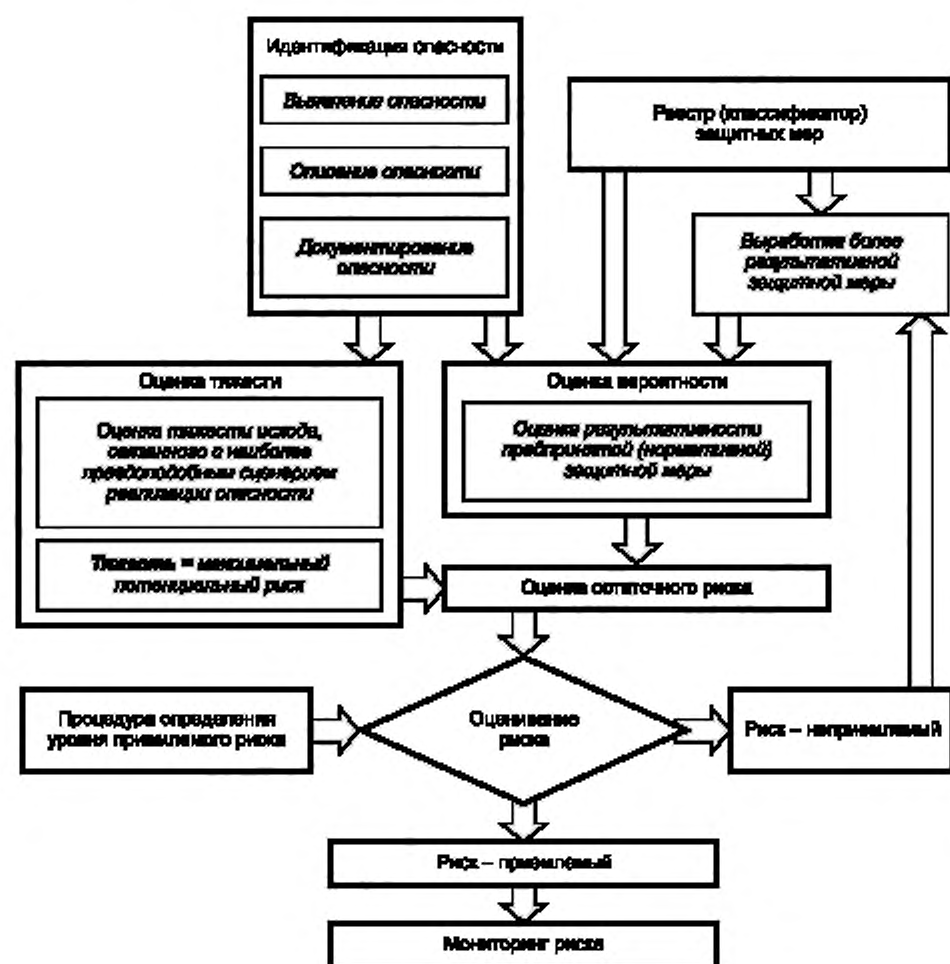 Идентификация опасности
Выявление опасности
Описание опасности
Документирование
опасности
Реестр (классификатор)
защитных мер
Выработка более
результативной
защитной меры
Оценка тяжести
Оценка тяжести исхода,
связанного с наиболее
правдоподобным сценарием
реализации опасности
Тяжесть = максимальный
потенциальный риск
Оценка вероятности
Оценка результативности
предпринятой (нормативной)
защитной меры
Оценка остаточного риска
Процедура определения
уровня приемлемого риска
Оценивание
риска
Риск – неприемлемый
Риск – приемлемый
Мониторинг риска